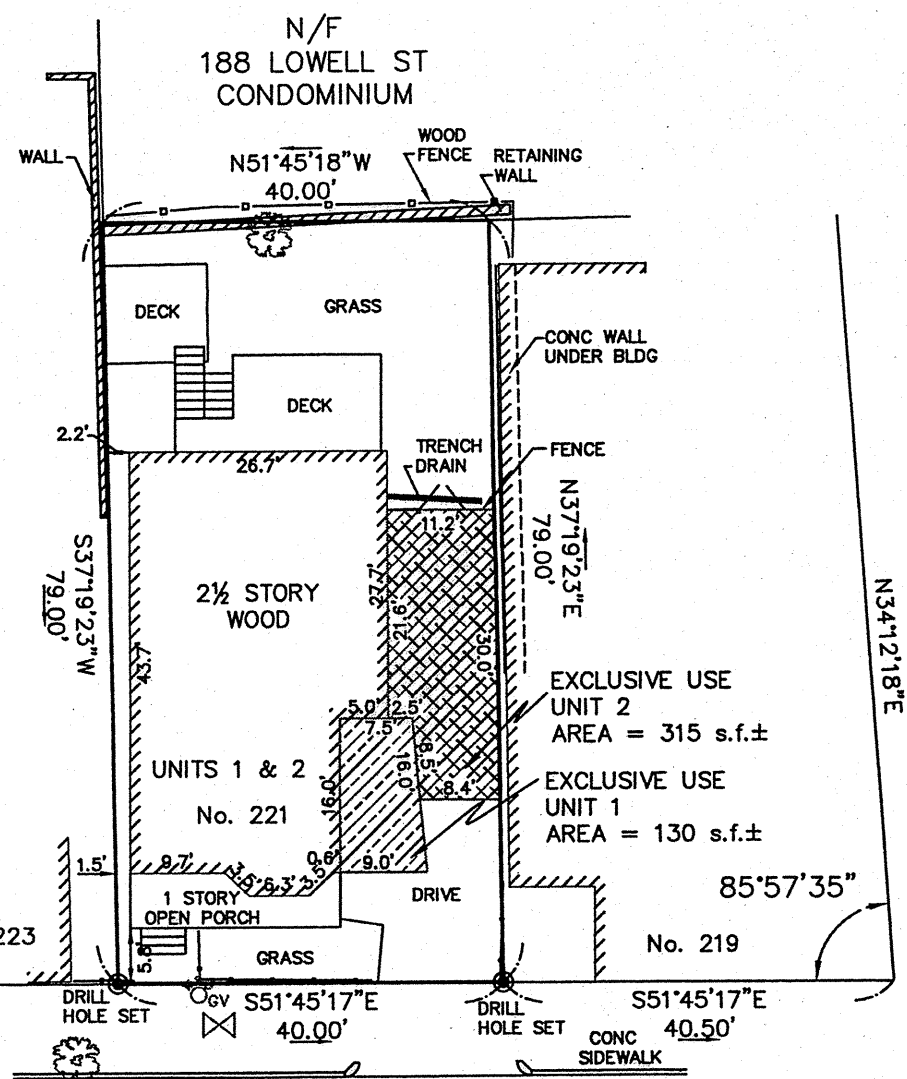 N/F
188 LOWELL ST
CONDOMINIUM
WALL
N51°45'18"W
40.00'
WOOD
FENCE
RETAINING
WALL
DECK
GRASS
CONC WALL
UNDER BLDG
DECK
2.2'
26.7'
TRENCH
DRAIN
FENCE
11.2'
N37°19'23"E
79.00'
S37°19'23"W
79.00'
2½ STORY
WOOD
27.7'
21.6'
30.0'
43.7'
N34°12'18"E
EXCLUSIVE USE
UNIT 2
AREA = 315 s.f.±
5.0'
2.5'
7.5'
8.5'
16.0'
16.0'
8.4'
UNITS 1 & 2
No. 221
EXCLUSIVE USE
UNIT 1
AREA = 130 s.f.±
1.5'
9.7'
3.5'
6.3'
3.5'
0.6'
9.0'
1 STORY
OPEN PORCH
DRIVE
85°57'35"
223
No. 219
5.8'
GRASS
DRILL
HOLE SET
GV
S51°45'17"E
40.00'
DRILL
HOLE SET
S51°45'17"E
40.50'
CONC
SIDEWALK